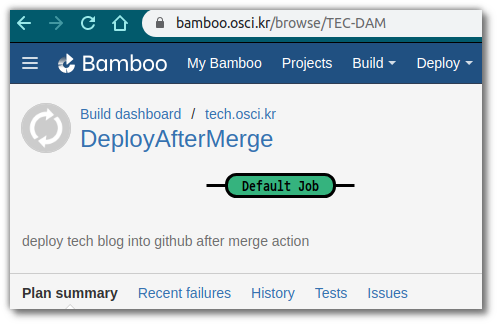 bamboo.osci.kr/browse/TEC-DAM
Bamboo My Bamboo Projects Build Deploy
Build dashboard / tech.osci.kr
DeployAfterMerge
Default Job
deploy tech blog into github after merge action
Plan summary Recent failures History Tests Issues